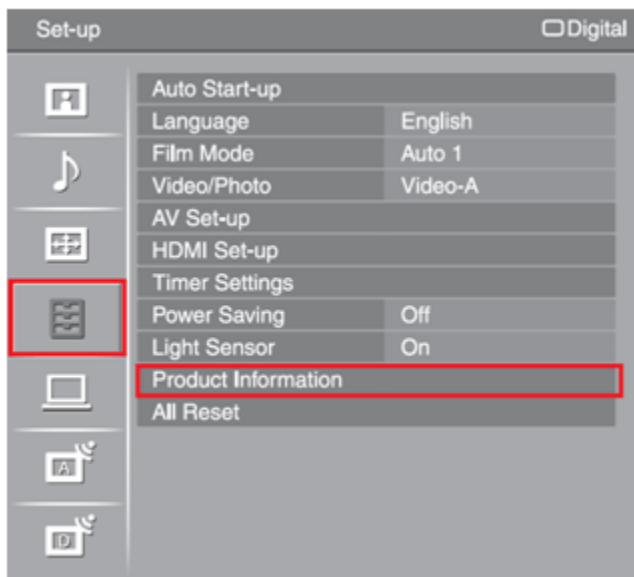 Set-up Digital
Auto Start-up
Language English
Film Mode Auto 1
Video/Photo Video-A
AV Set-up
HDMI Set-up
Timer Settings
Power Saving Off
Light Sensor On
Product Information
All Reset
A
D